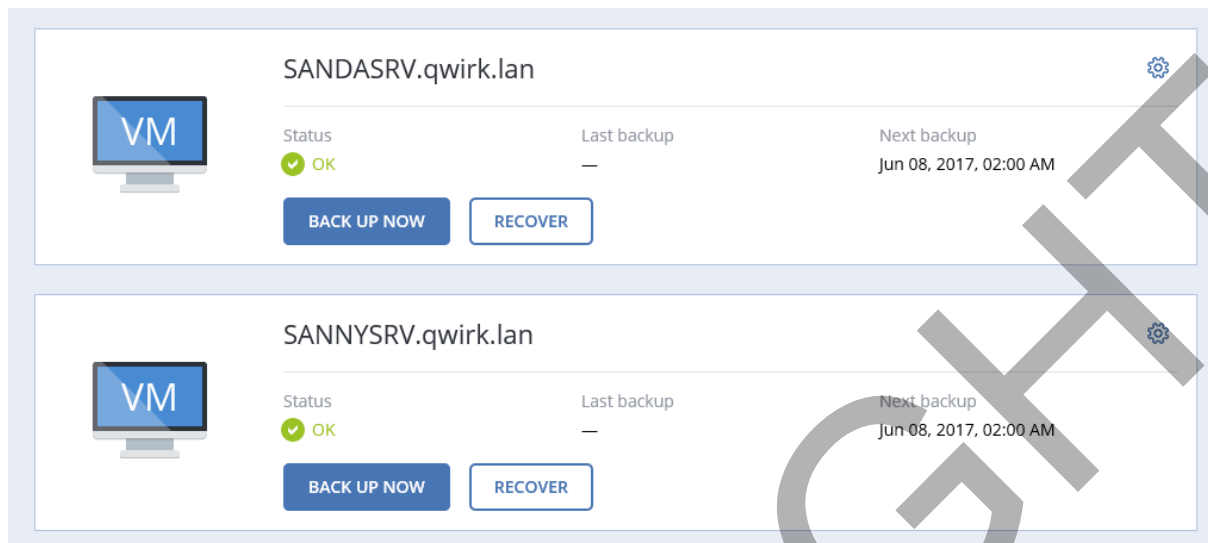 SANDASRV.qwirk.lan
VM
Status Last backup Next backup
OK — Jun 08, 2017, 02:00 AM
BACK UP NOW RECOVER
SANNYSRV.qwirk.lan
VM
Status Last backup Next backup
OK — Jun 08, 2017, 02:00 AM
BACK UP NOW RECOVER
GHT